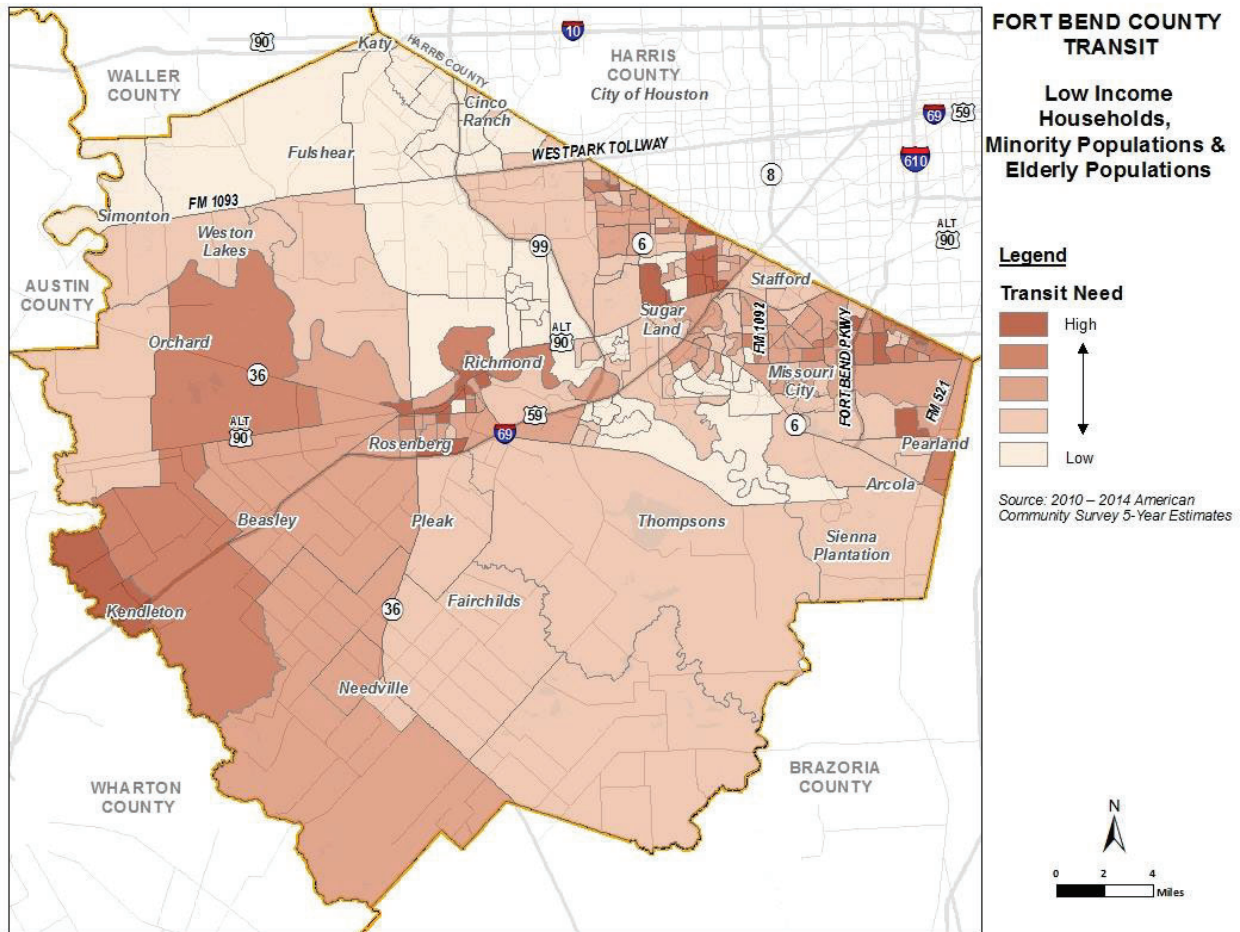 FORT BEND COUNTY
TRANSIT
Low Income
Households,
Minority Populations &
Elderly Populations
Legend
Transit Need
High
Low
Source: 2010 – 2014 American
Community Survey 5-Year Estimates
N
0 2 4
Miles
90
10
Katy
HARRIS COUNTY
HARRIS
COUNTY
City of Houston
WALLER
COUNTY
Cinco
Ranch
69
59
610
Fulshear
WESTPARK TOLLWAY
8
FM 1093
Simonton
Weston
Lakes
99
6
ALT
90
AUSTIN
COUNTY
Stafford
Sugar
Land
FM 1092
FORT BEND PKWY
ALT
90
Orchard
Richmond
36
Missouri
City
FM 521
59
ALT
90
6
69
Rosenberg
Pearland
Arcola
Beasley
Pleak
Thompsons
Sienna
Plantation
Kendleton
36
Fairchilds
Needville
WHARTON
COUNTY
BRAZORIA
COUNTY